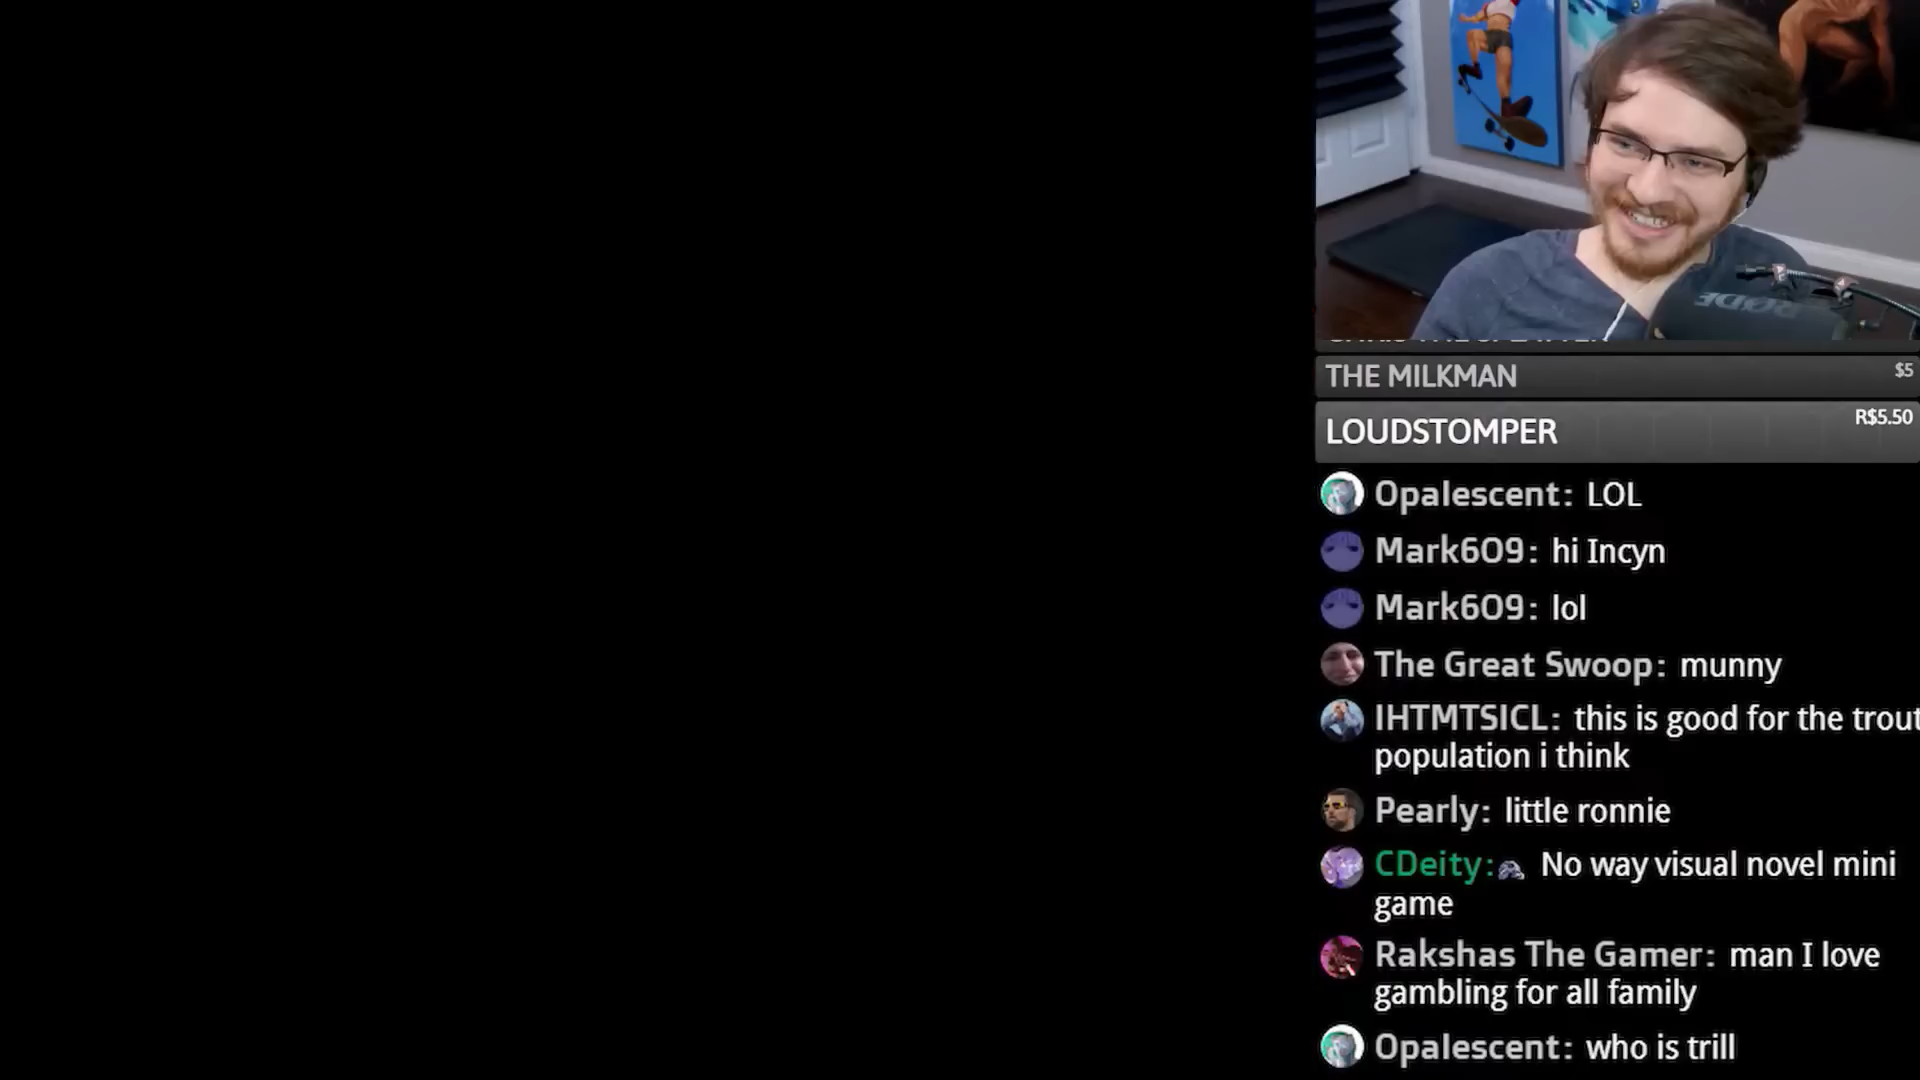 RØDE
THE MILKMAN
$5
LOUDSTOMPER
R$5.50
Opalescent: LOL
Mark609: hi Incyn
Mark609: lol
The Great Swoop: munny
IHTMTSICL: this is good for the trout
population i think
Pearly: little ronnie
CDeity: No way visual novel mini
game
Rakshas The Gamer: man I love
gambling for all family
Opalescent: who is trill